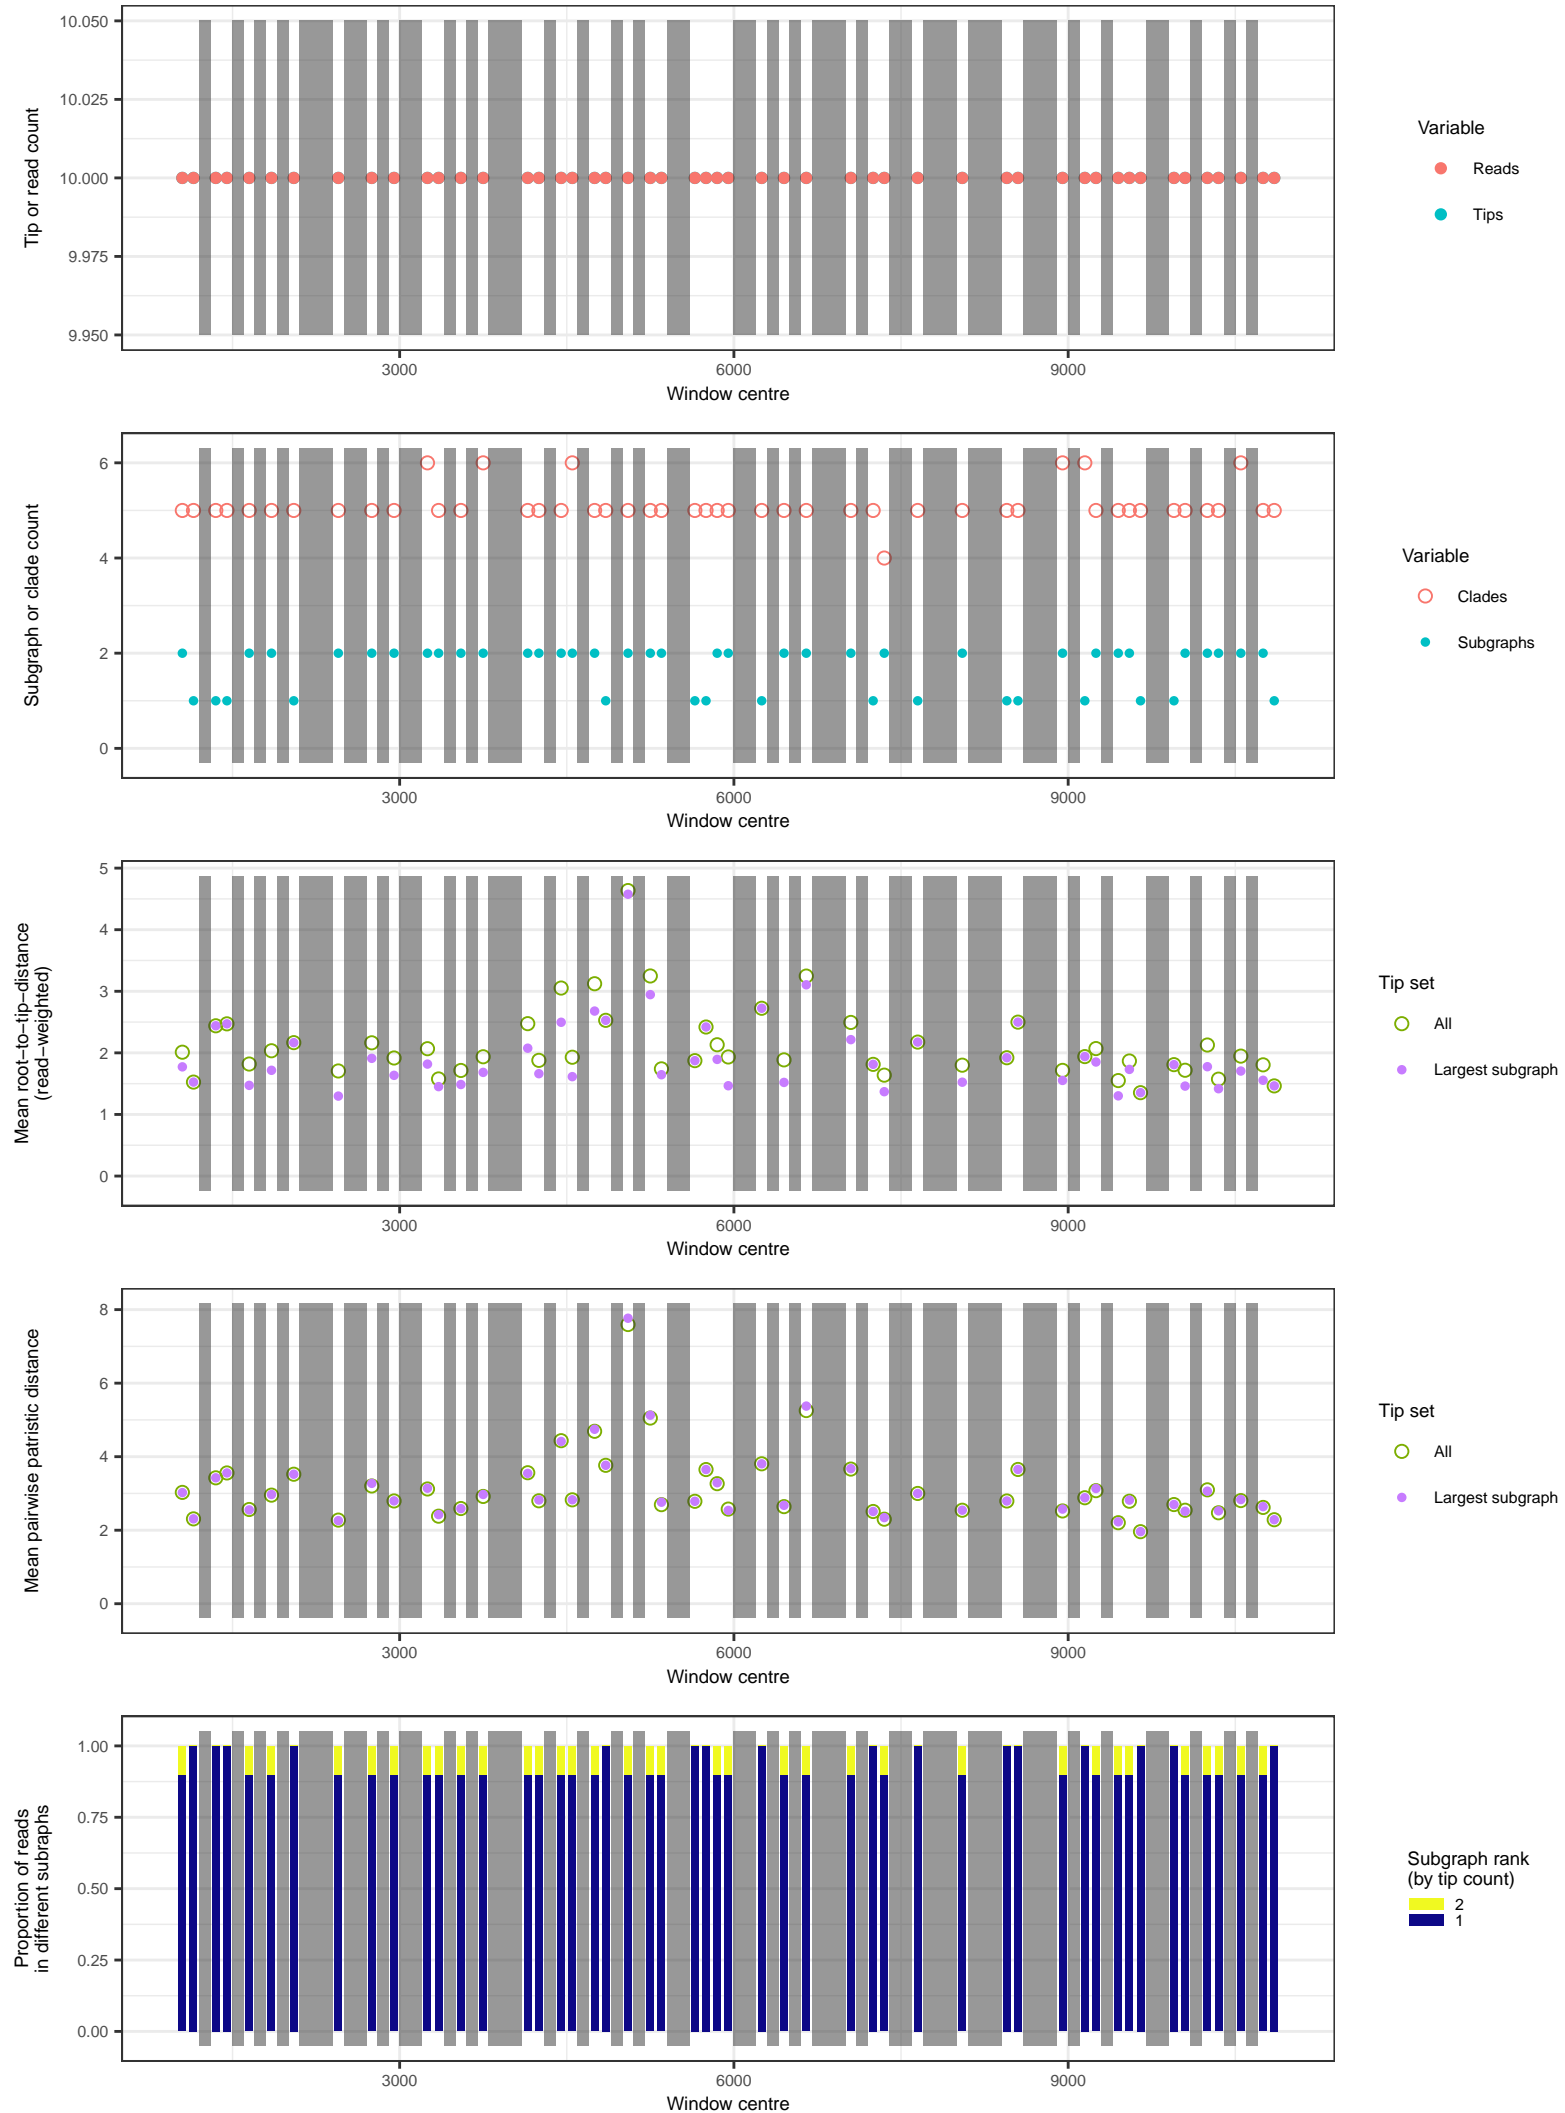 10.050
10.025
10.000
9.975
9.950
Tip or read count
3000
6000
9000
Window centre
Variable
Reads
Tips
6
4
2
0
Subgraph or clade count
3000
6000
9000
Window centre
Variable
Clades
Subgraphs
5
4
3
2
1
0
Mean root−to−tip−distance
(read−weighted)
3000
6000
9000
Window centre
Tip set
All
Largest subgraph
8
6
4
2
0
Mean pairwise patristic distance
3000
6000
9000
Window centre
Tip set
All
Largest subgraph
1.00
0.75
0.50
0.25
0.00
Proportion of reads
in different subraphs
3000
6000
9000
Window centre
Subgraph rank
(by tip count)
2
1